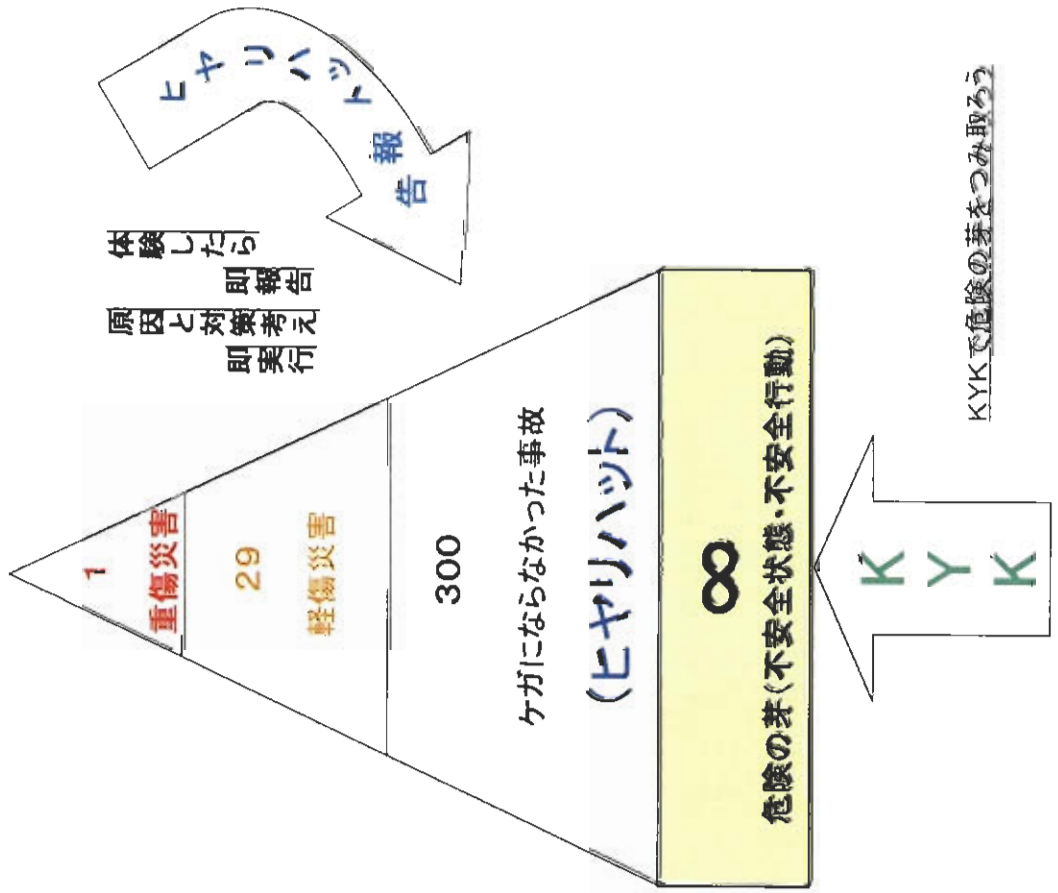 1
重傷災害
29
軽傷災害
300
ケガにならなかった事故
(ヒヤリハット)
∞
危険の芽(不安全状態・不安全行動)
ヒヤリハット
報告
体験したら
即報告
原因と対策考え
即実行
KYK
KYKで危険の芽をつみ取ろう